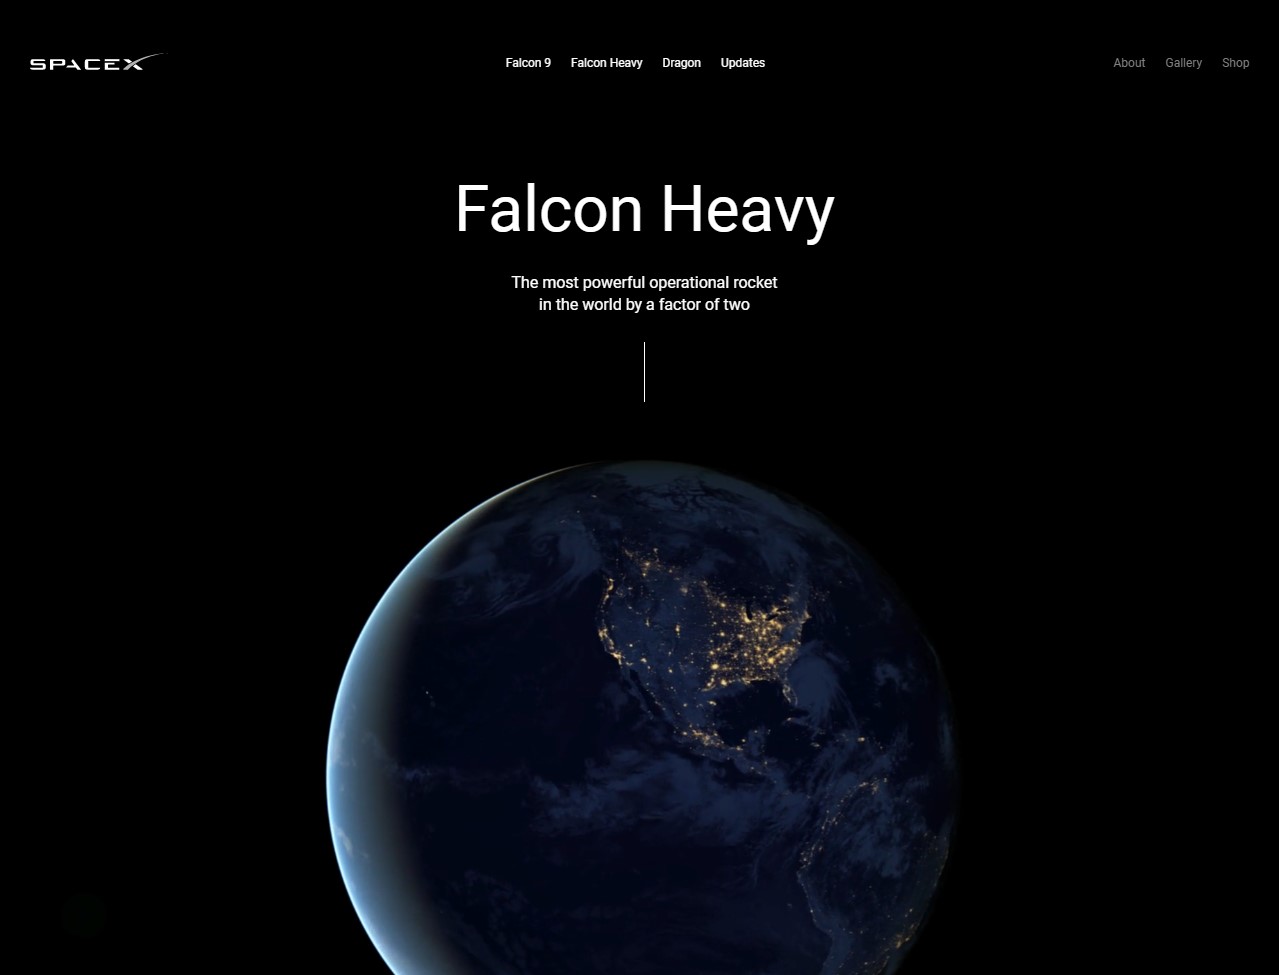 SPACEX
Falcon 9 Falcon Heavy Dragon Updates
About Gallery Shop
Falcon Heavy
The most powerful operational rocket
in the world by a factor of two